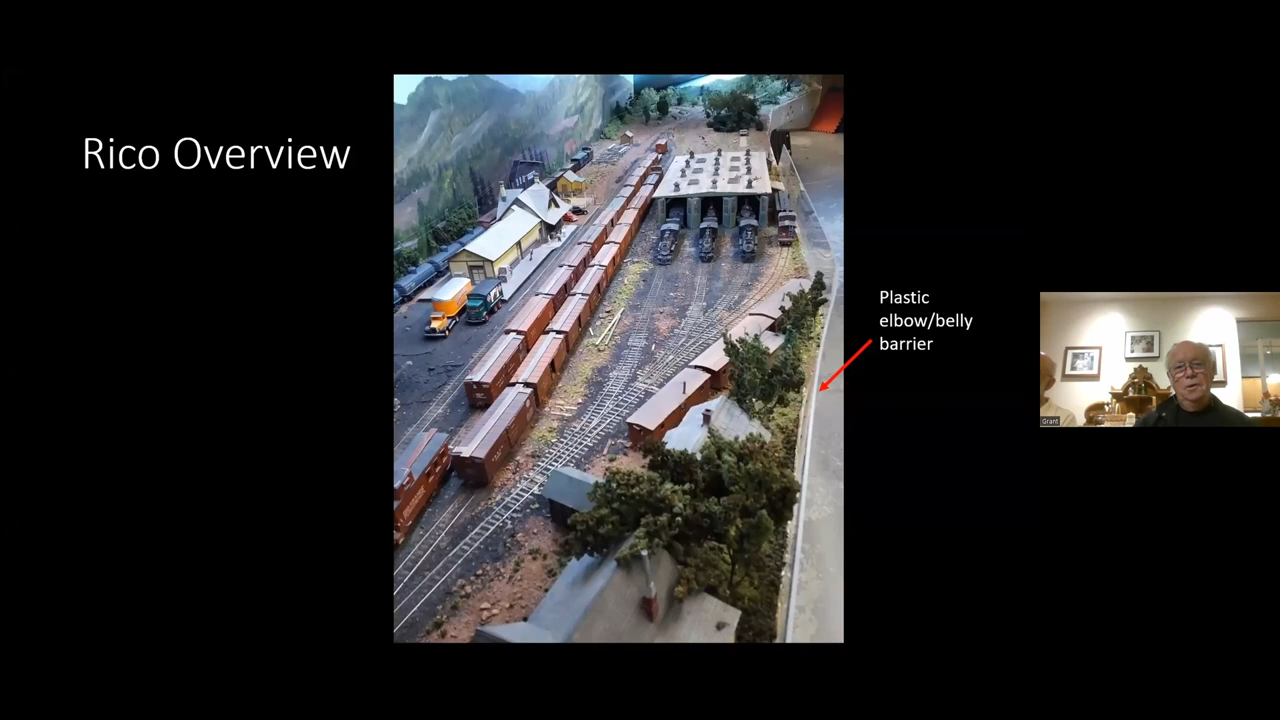 Rico Overview
Plastic
elbow/belly
barrier
Grant